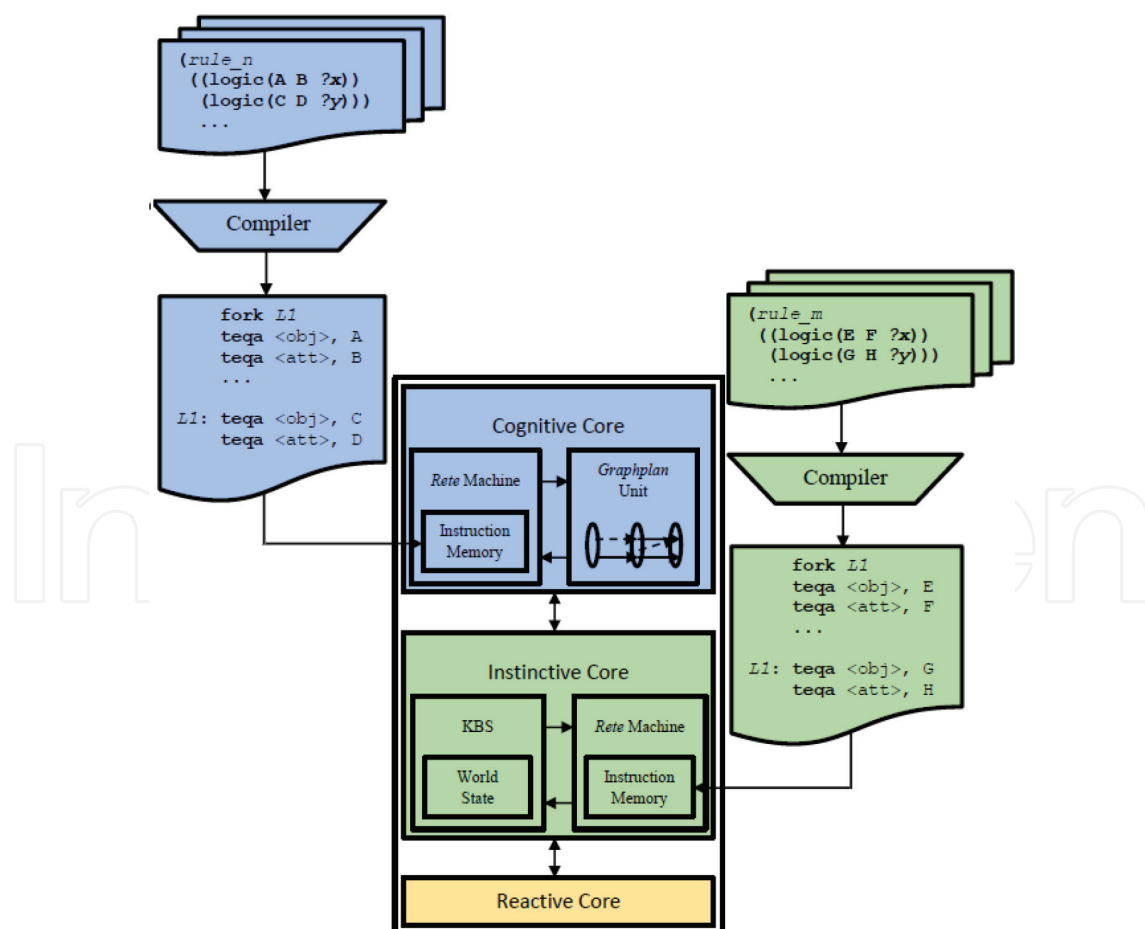 (rule_n
((logic(A B ?x))
(logic(C D ?y)))
...
Compiler
fork L1
teqa <obj>, A
teqa <att>, B
...
L1: teqa <obj>, C
teqa <att>, D
Cognitive Core
Rete Machine
Instruction
Memory
Graphplan
Unit
(rule_m
((logic(E F ?x))
(logic(G H ?y)))
...
Compiler
fork L1
teqa <obj>, E
teqa <att>, F
...
L1: teqa <obj>, G
teqa <att>, H
Instinctive Core
KBS
World
State
Rete Machine
Instruction
Memory
Reactive Core
In
en